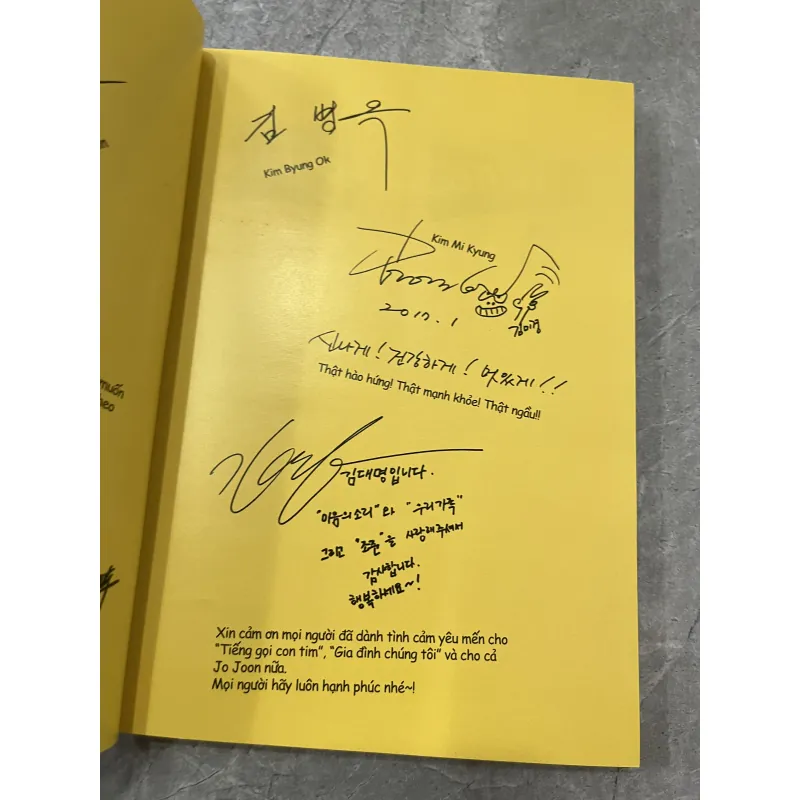 김병옥
Kim Byung Ok
Kim Mi Kyung
2017.1
김미경
신나게! 건강하게! 멋있게!!
Thật hào hứng! Thật mạnh khỏe! Thật ngầu!!
김대명입니다.
"마음의소리"와 "우리가족"
그리고 "조준"을 사랑해주셔서
감사합니다.
행복하세요~!
Xin cảm ơn mọi người đã dành tình cảm yêu mến cho
"Tiếng gọi con tim", "Gia đình chúng tôi" và cho cả
Jo Joon nữa.
Mọi người hãy luôn hạnh phúc nhé~!
muốn